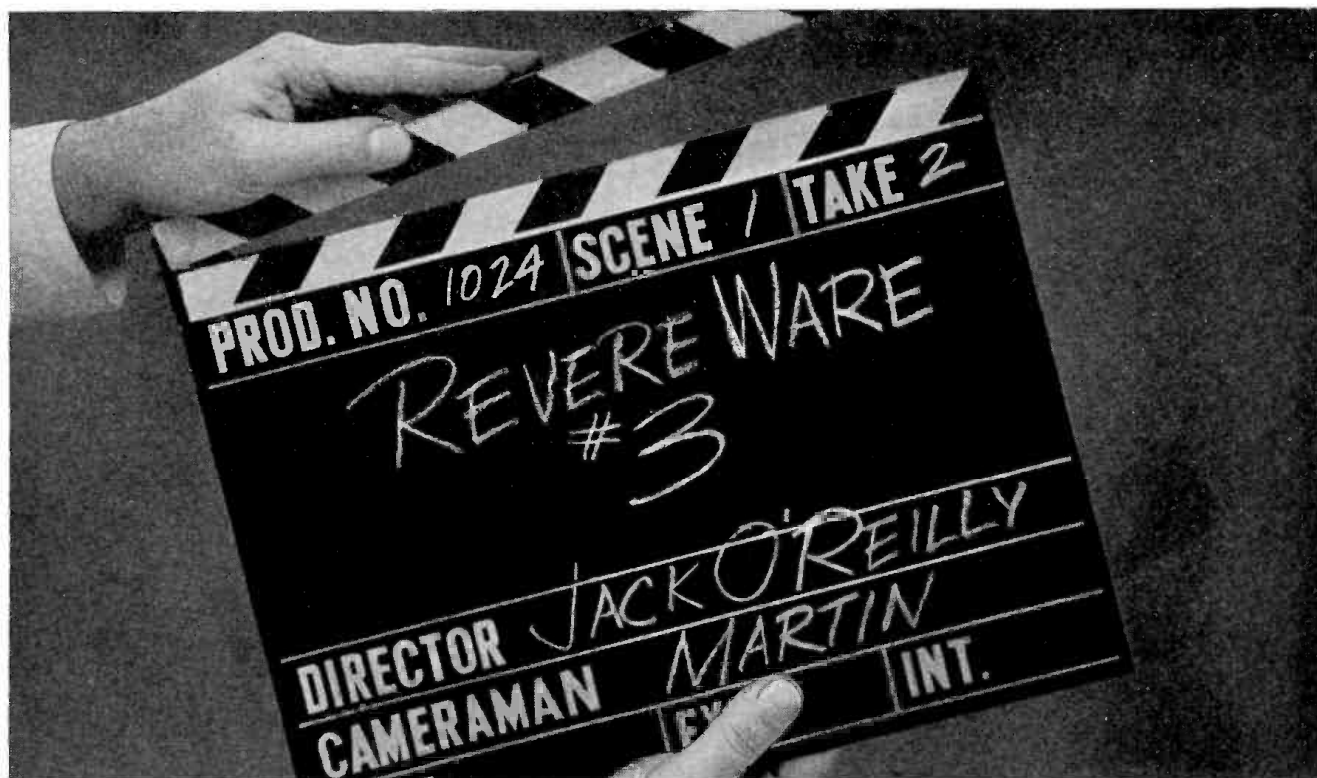 PROD. NO. 1024 SCENE 1 TAKE 2
REVERE WARE
#3
DIRECTOR JACK O'REILLY
CAMERAMAN MARTIN
INT.